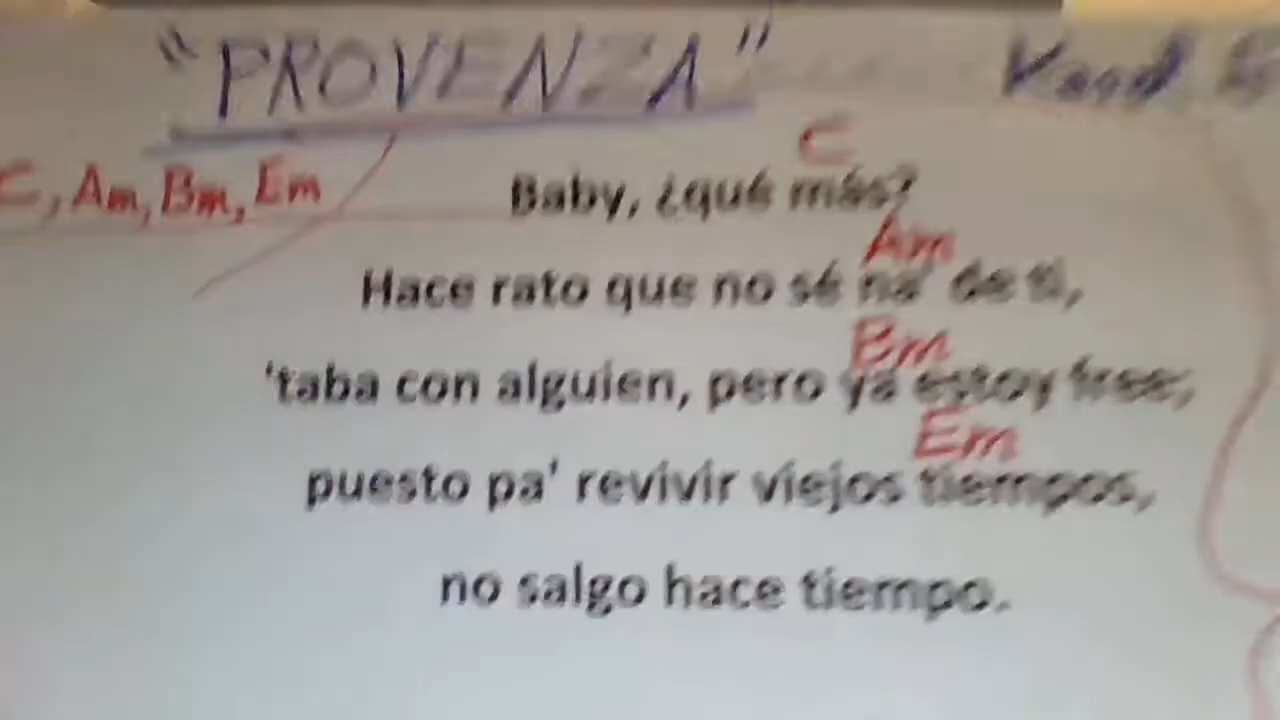 "PROVENZA"
C
C, Am, Bm, Em
Baby, ¿qué más?
Am
Hace rato que no sé na' de ti,
Bm
'taba con alguien, pero ya estoy free;
Em
puesto pa' revivir viejos tiempos,
no salgo hace tiempo.